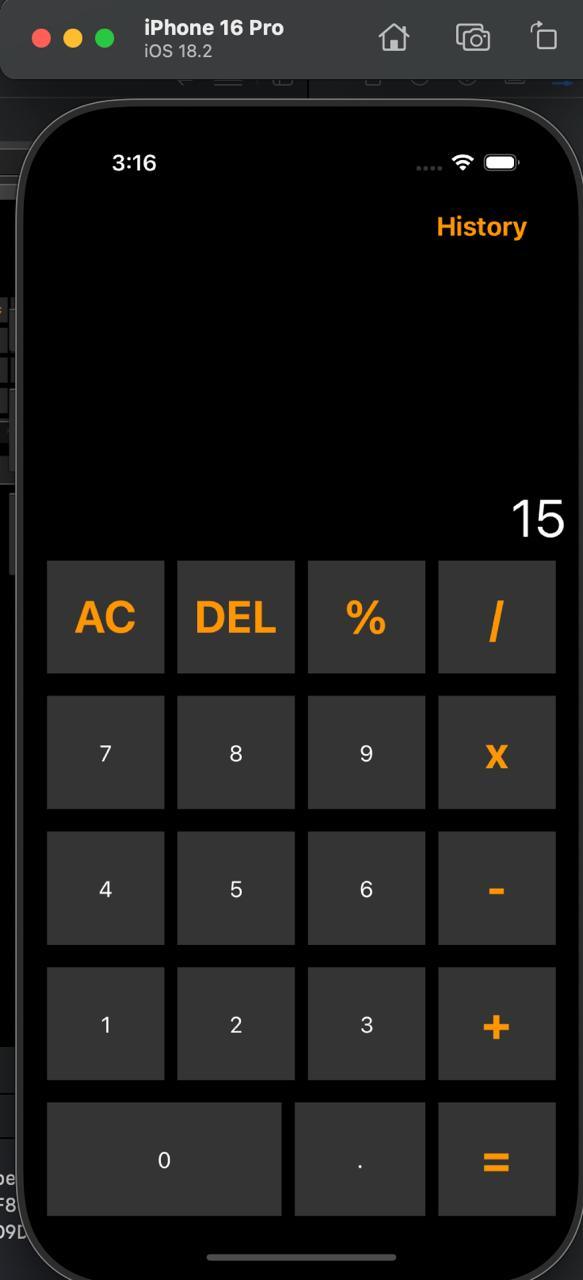 iPhone 16 Pro
iOS 18.2
3:16
History
15
AC DEL % /
7 8 9 x
4 5 6 -
1 2 3 +
0 . =